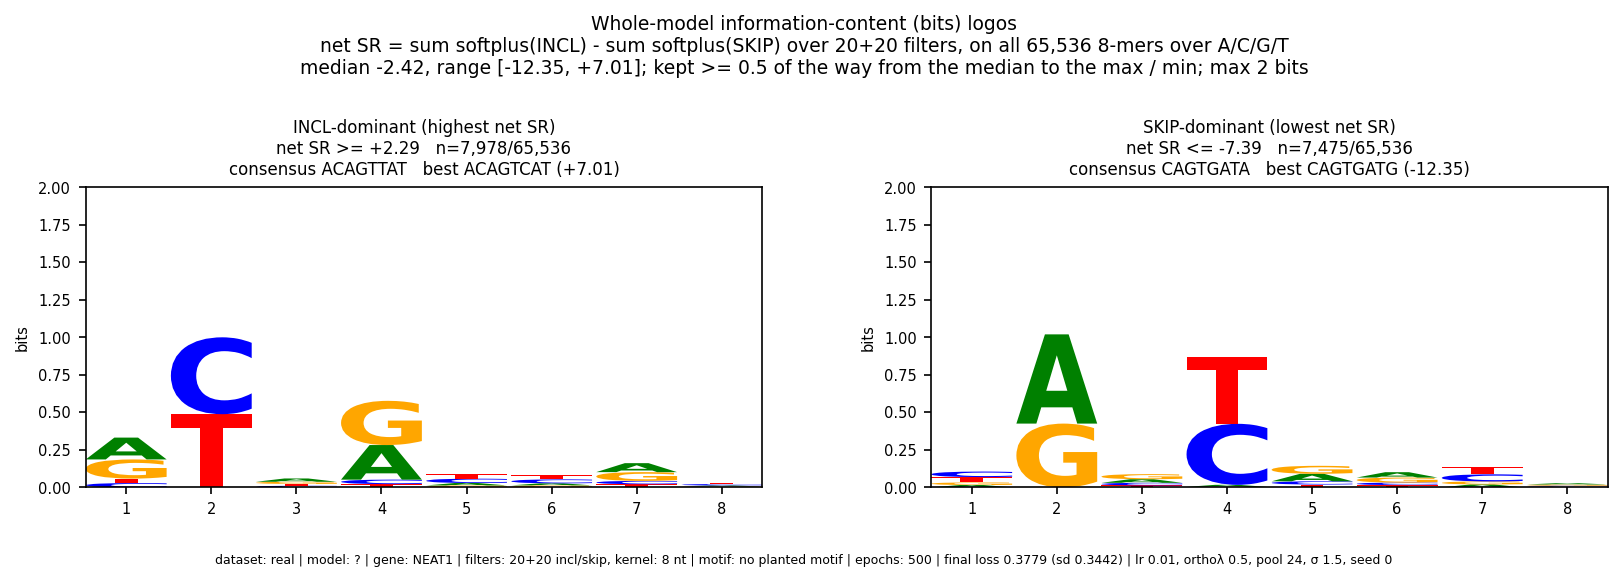 Whole-model information-content (bits) logos
net SR = sum softplus(INCL) - sum softplus(SKIP) over 20+20 filters, on all 65,536 8-mers over A/C/G/T
median -2.42, range [-12.35, +7.01]; kept >= 0.5 of the way from the median to the max / min; max 2 bits
INCL-dominant (highest net SR)
net SR >= +2.29   n=7,978/65,536
consensus ACAGTTAT   best ACAGTCAT (+7.01)
2.00
1.75
1.50
1.25
1.00
0.75
0.50
0.25
0.00
bits
1 2 3 4 5 6 7 8
SKIP-dominant (lowest net SR)
net SR <= -7.39   n=7,475/65,536
consensus CAGTGATA   best CAGTGATG (-12.35)
2.00
1.75
1.50
1.25
1.00
0.75
0.50
0.25
0.00
bits
1 2 3 4 5 6 7 8
dataset: real | model: ? | gene: NEAT1 | filters: 20+20 incl/skip, kernel: 8 nt | motif: no planted motif | epochs: 500 | final loss 0.3779 (sd 0.3442) | lr 0.01, orthoλ 0.5, pool 24, σ 1.5, seed 0